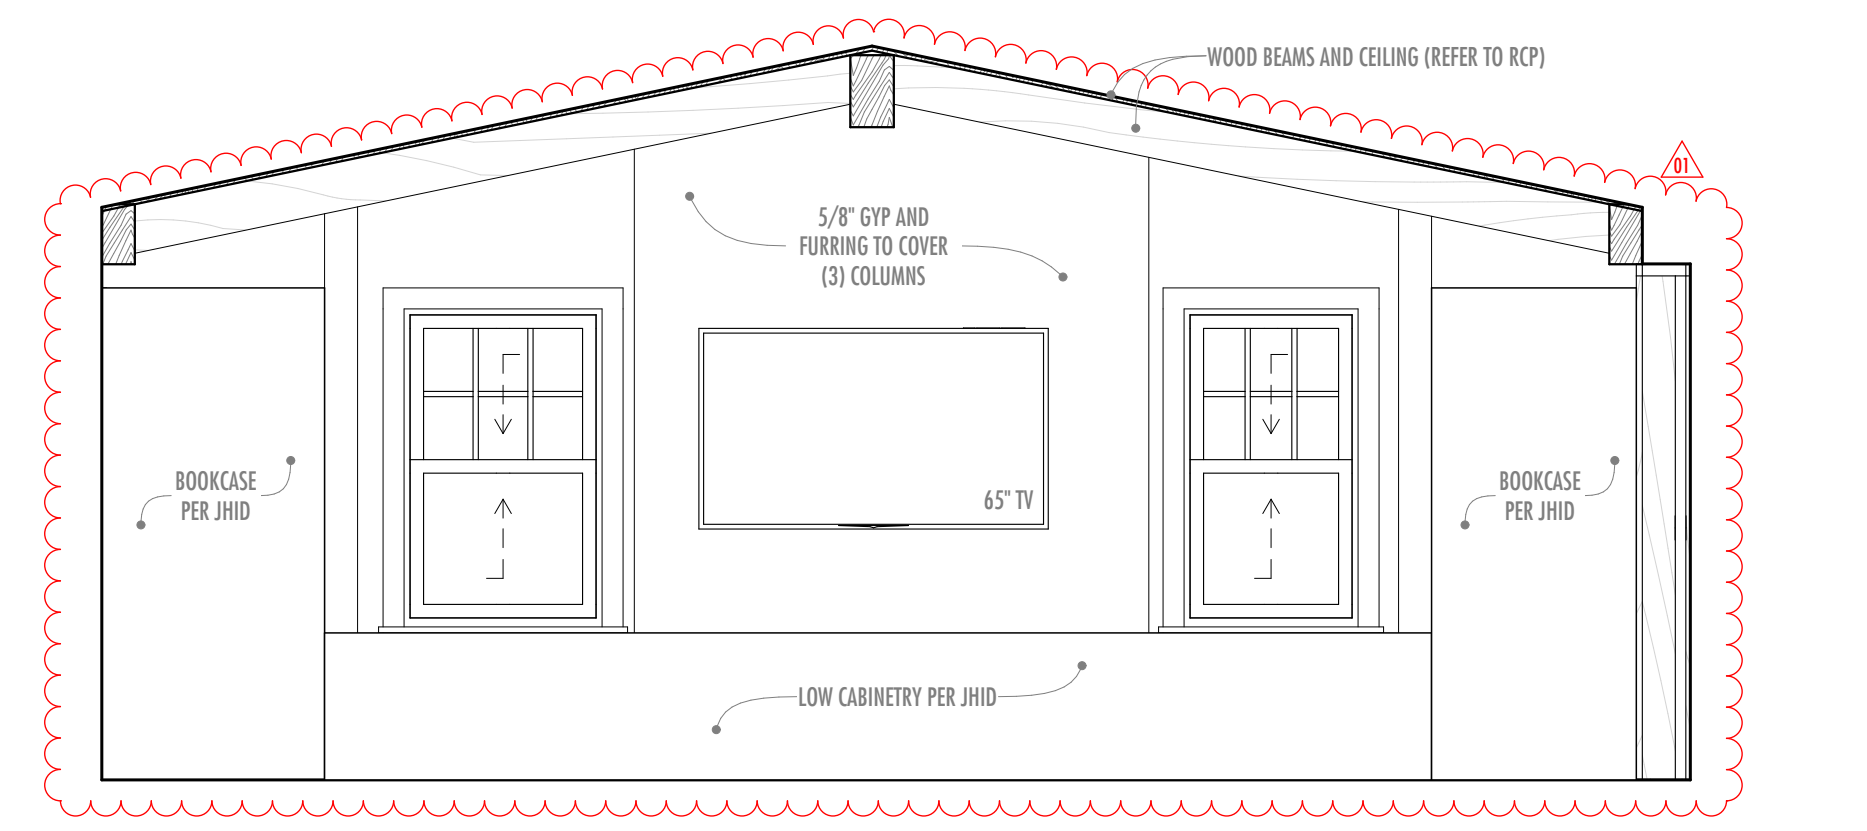 WOOD BEAMS AND CEILING (REFER TO RCP)
01
5/8" GYP AND
FURRING TO COVER
(3) COLUMNS
BOOKCASE
PER JHID
65" TV
BOOKCASE
PER JHID
LOW CABINETRY PER JHID